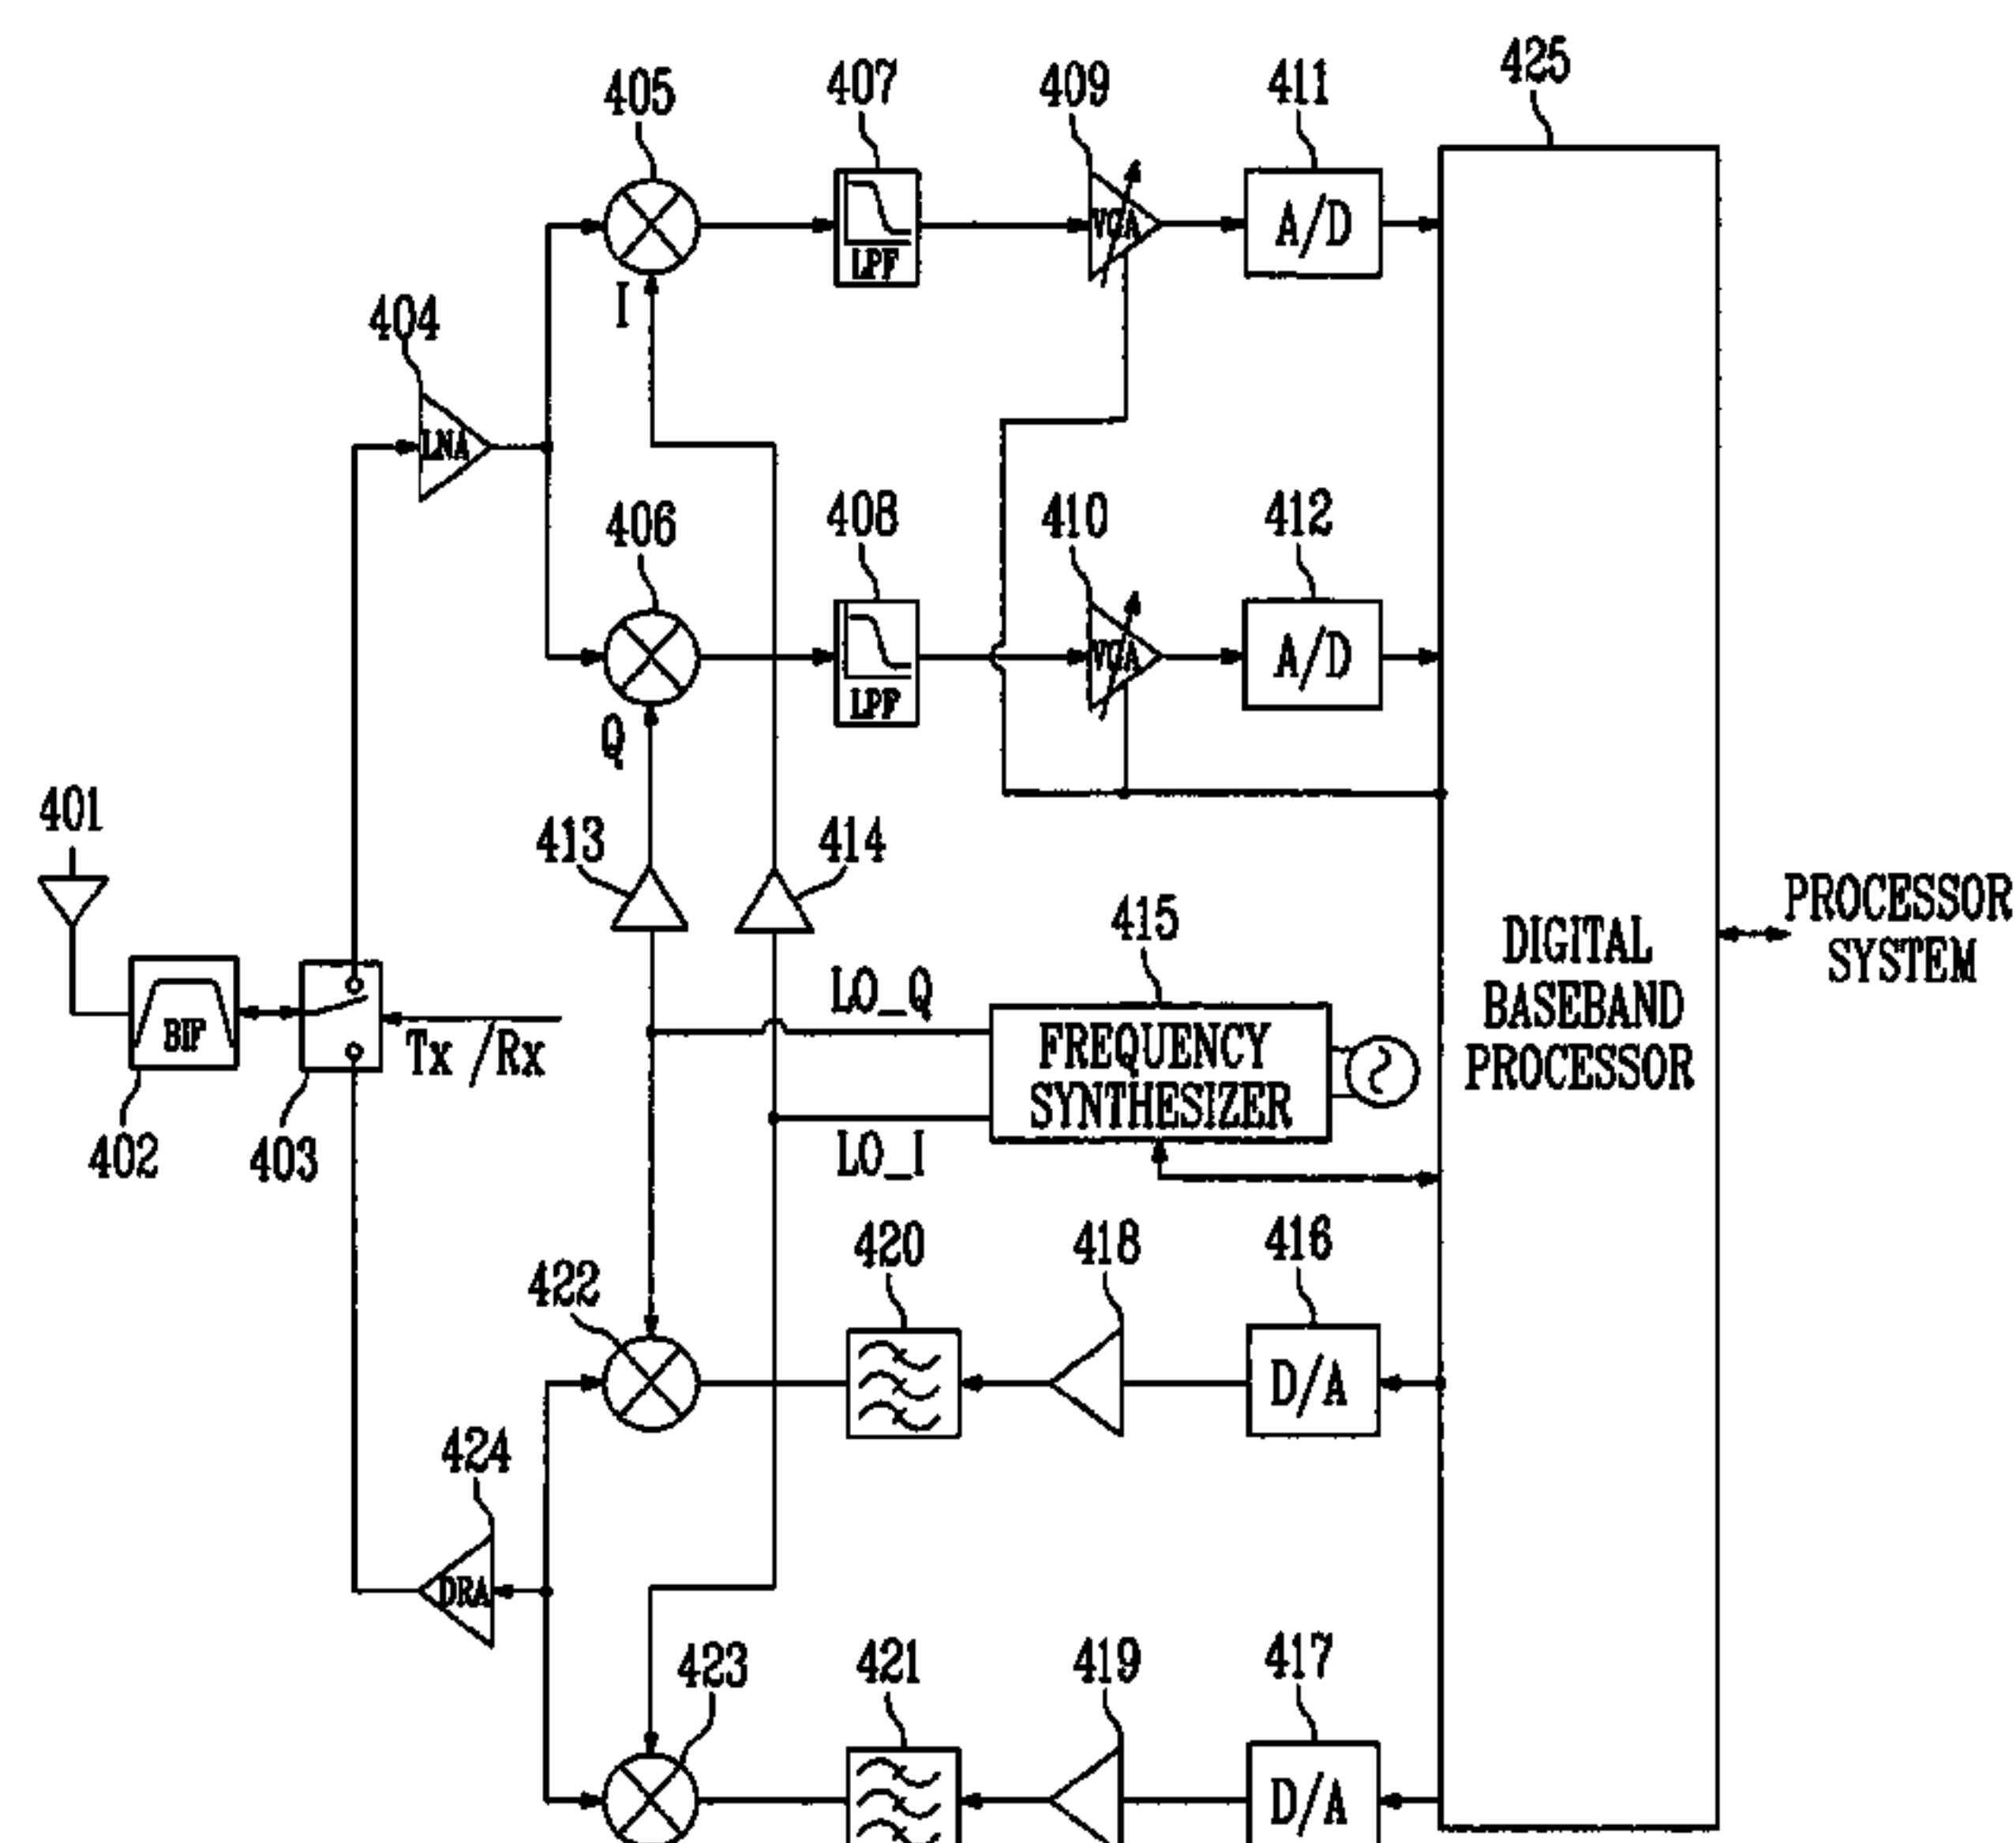 405
407
409
411
425
LPF
VGA
A/D
I
404
LNA
406
408
410
412
LPF
VGA
A/D
Q
401
413
414
415
PROCESSOR
SYSTEM
BIF
Tx /Rx
LO_Q
FREQUENCY
SYNTHESIZER
DIGITAL
BASEBAND
PROCESSOR
402
403
LO_I
422
420
418
416
D/A
424
DRA
423
421
419
417
D/A